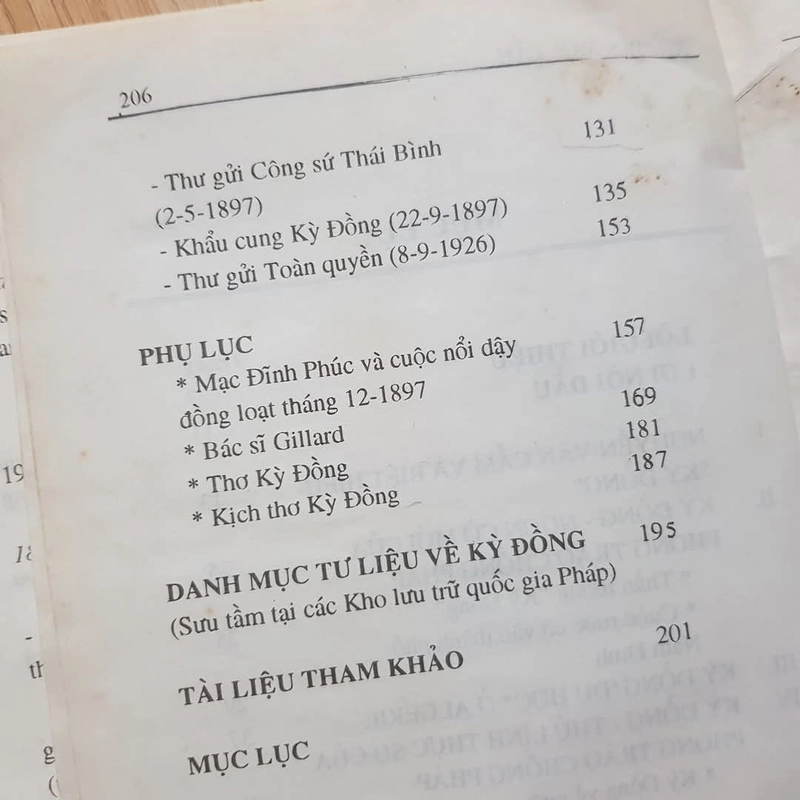 206
- Thư gửi Công sứ Thái Bình 131
(2-5-1897)
- Khẩu cung Kỳ Đồng (22-9-1897) 135
- Thư gửi Toàn quyền (8-9-1926) 153
PHỤ LỤC
* Mạc Đĩnh Phúc và cuộc nổi dậy 157
đồng loạt tháng 12-1897
* Bác sĩ Gillard 169
* Thơ Kỳ Đồng 181
* Kịch thơ Kỳ Đồng 187
DANH MỤC TƯ LIỆU VỀ KỲ ĐỒNG 195
(Sưu tầm tại các Kho lưu trữ quốc gia Pháp)
TÀI LIỆU THAM KHẢO 201
MỤC LỤC